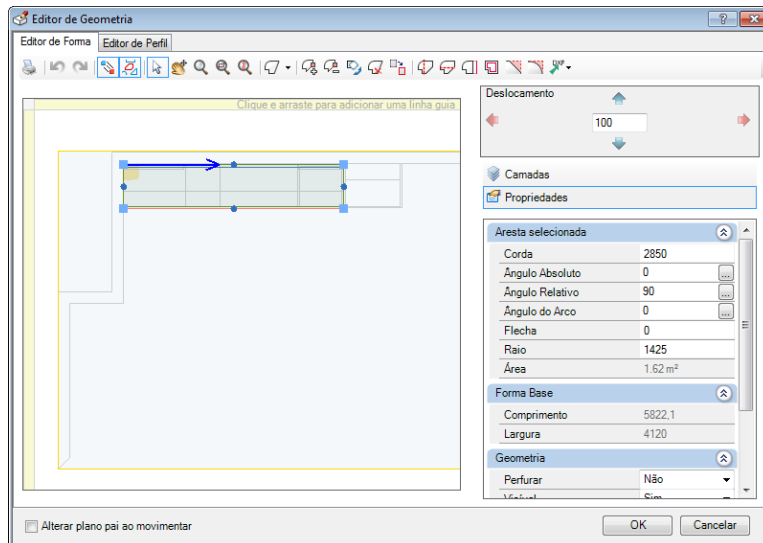 Editor de Geometria
Editor de Forma Editor de Perfil
Clique e arraste para adicionar uma linha guia
Deslocamento
100
Camadas
Propriedades
Aresta selecionada
Corda 2850
Ângulo Absoluto 0 ...
Ângulo Relativo 90 ...
Ângulo do Arco 0 ...
Flecha 0
Raio 1425
Área 1.62 m²
Forma Base
Comprimento 5822,1
Largura 4120
Geometria
Perfurar Não
Visível Sim
Alterar plano pai ao movimentar
OK Cancelar